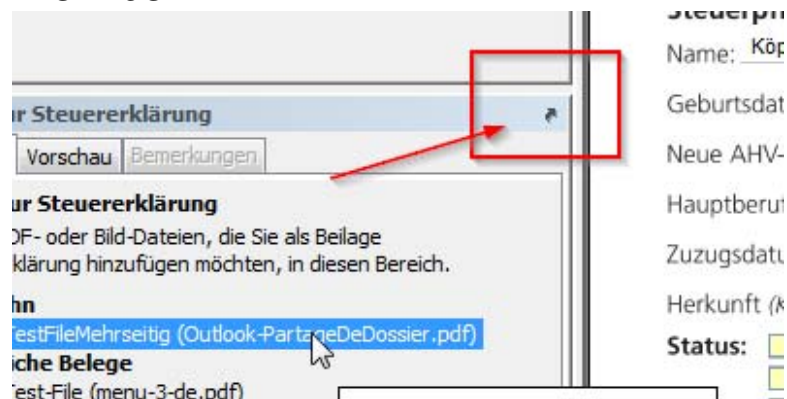 ur Steuererklärung
Vorschau Bemerkungen
ur Steuererklärung
DF- oder Bild-Dateien, die Sie als Beilage
klärung hinzufügen möchten, in diesen Bereich.
hn
TestFileMehrseitig (Outlook-PartageDeDossier.pdf)
iche Belege
Test-File (menu-3-de.pdf)
Name: Köp
Geburtsdat
Neue AHV-
Hauptberuf
Zuzugsdatu
Herkunft (K
Status: